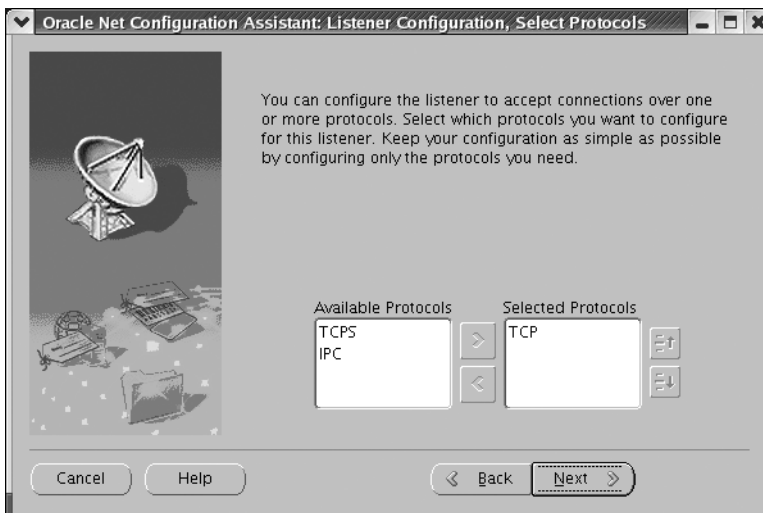 Oracle Net Configuration Assistant: Listener Configuration, Select Protocols
You can configure the listener to accept connections over one
or more protocols. Select which protocols you want to configure
for this listener. Keep your configuration as simple as possible
by configuring only the protocols you need.
Available Protocols
Selected Protocols
TCPS
IPC
TCP
Cancel
Help
Back
Next